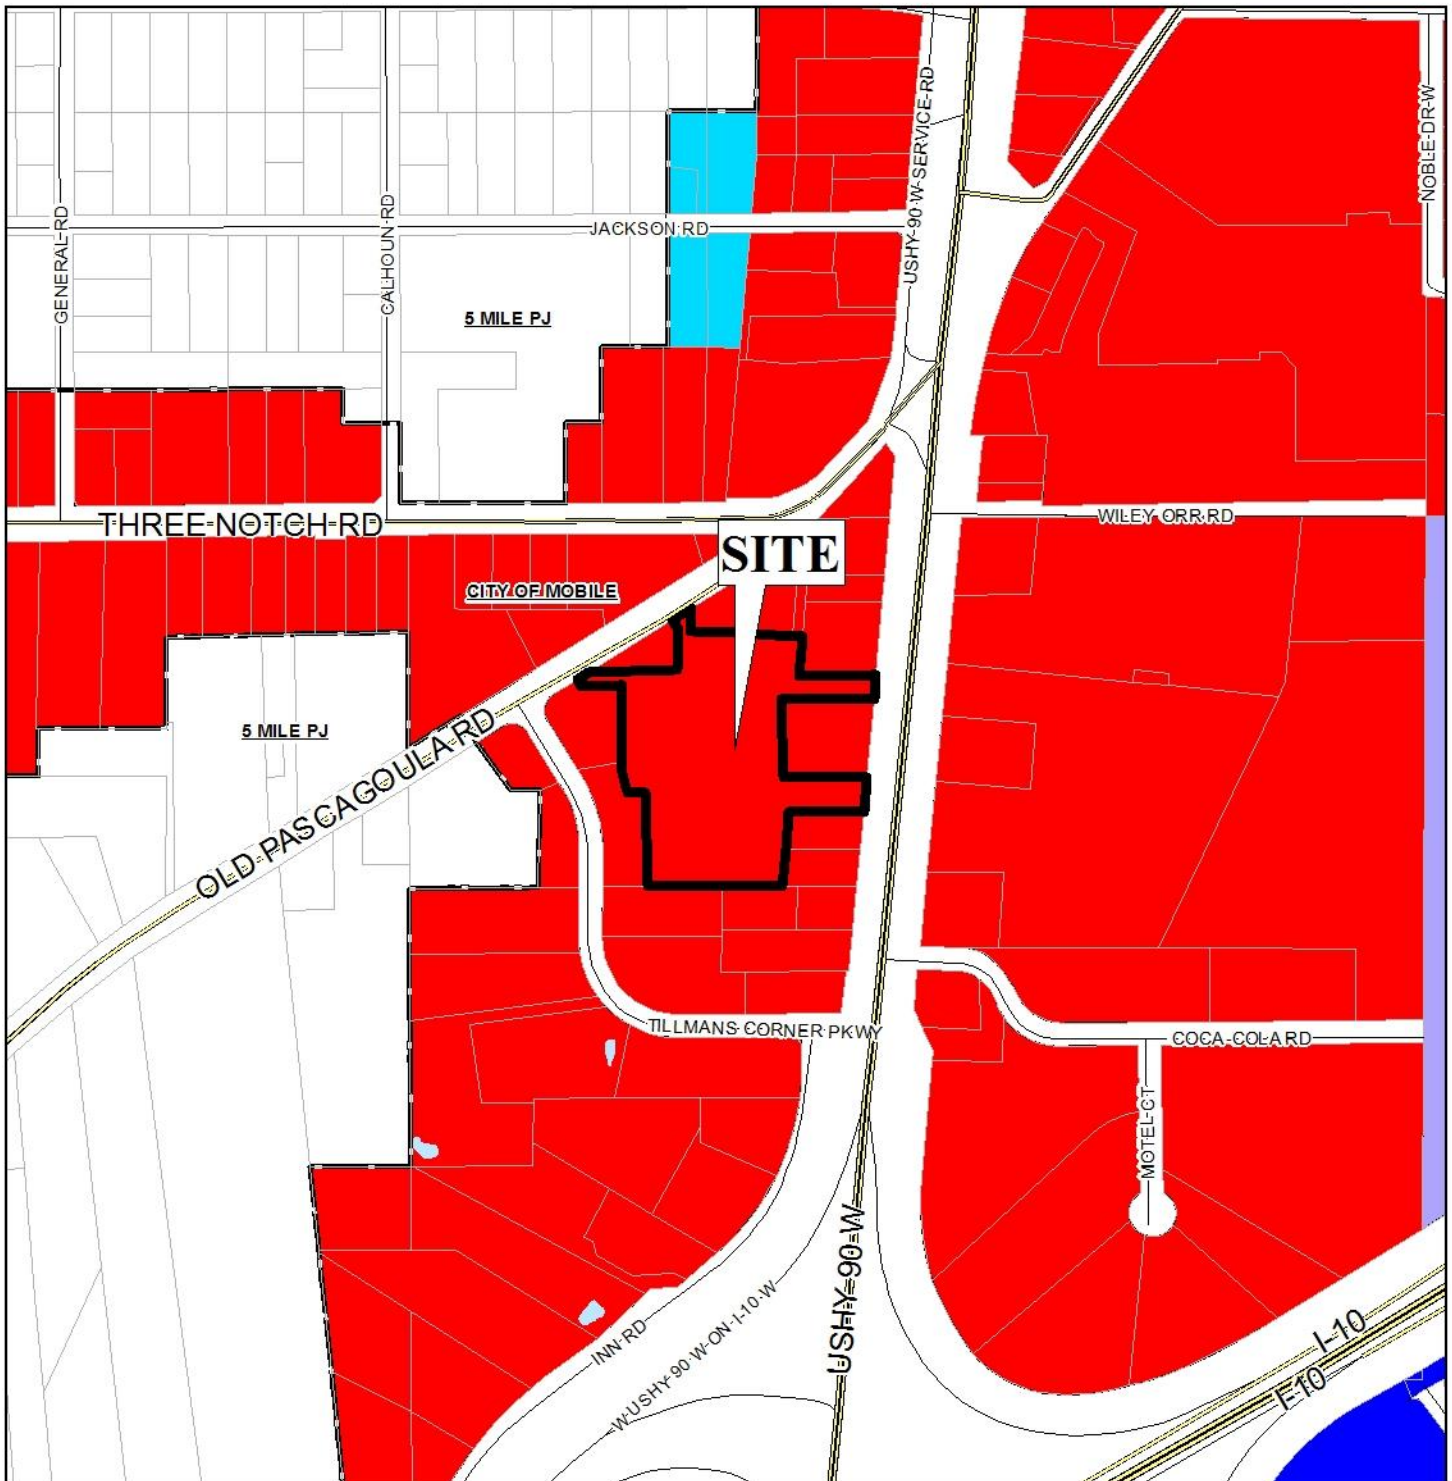 USHY-90-W-SERVICE-RD
NOBLE-DR-W
GENERAL-RD
CALHOUN-RD
JACKSON RD
5 MILE PJ
THREE-NOTCH-RD
WILEY ORR RD
SITE
CITY OF MOBILE
5 MILE PJ
OLD-PASCAGOULA-RD
TILLMANS-CORNER-PKWY
COCA-COLA RD
MOTEL-CT
USHY-90-W
INN-RD
W-USHY-90 W-ON-I-10-W
I-10
I-10